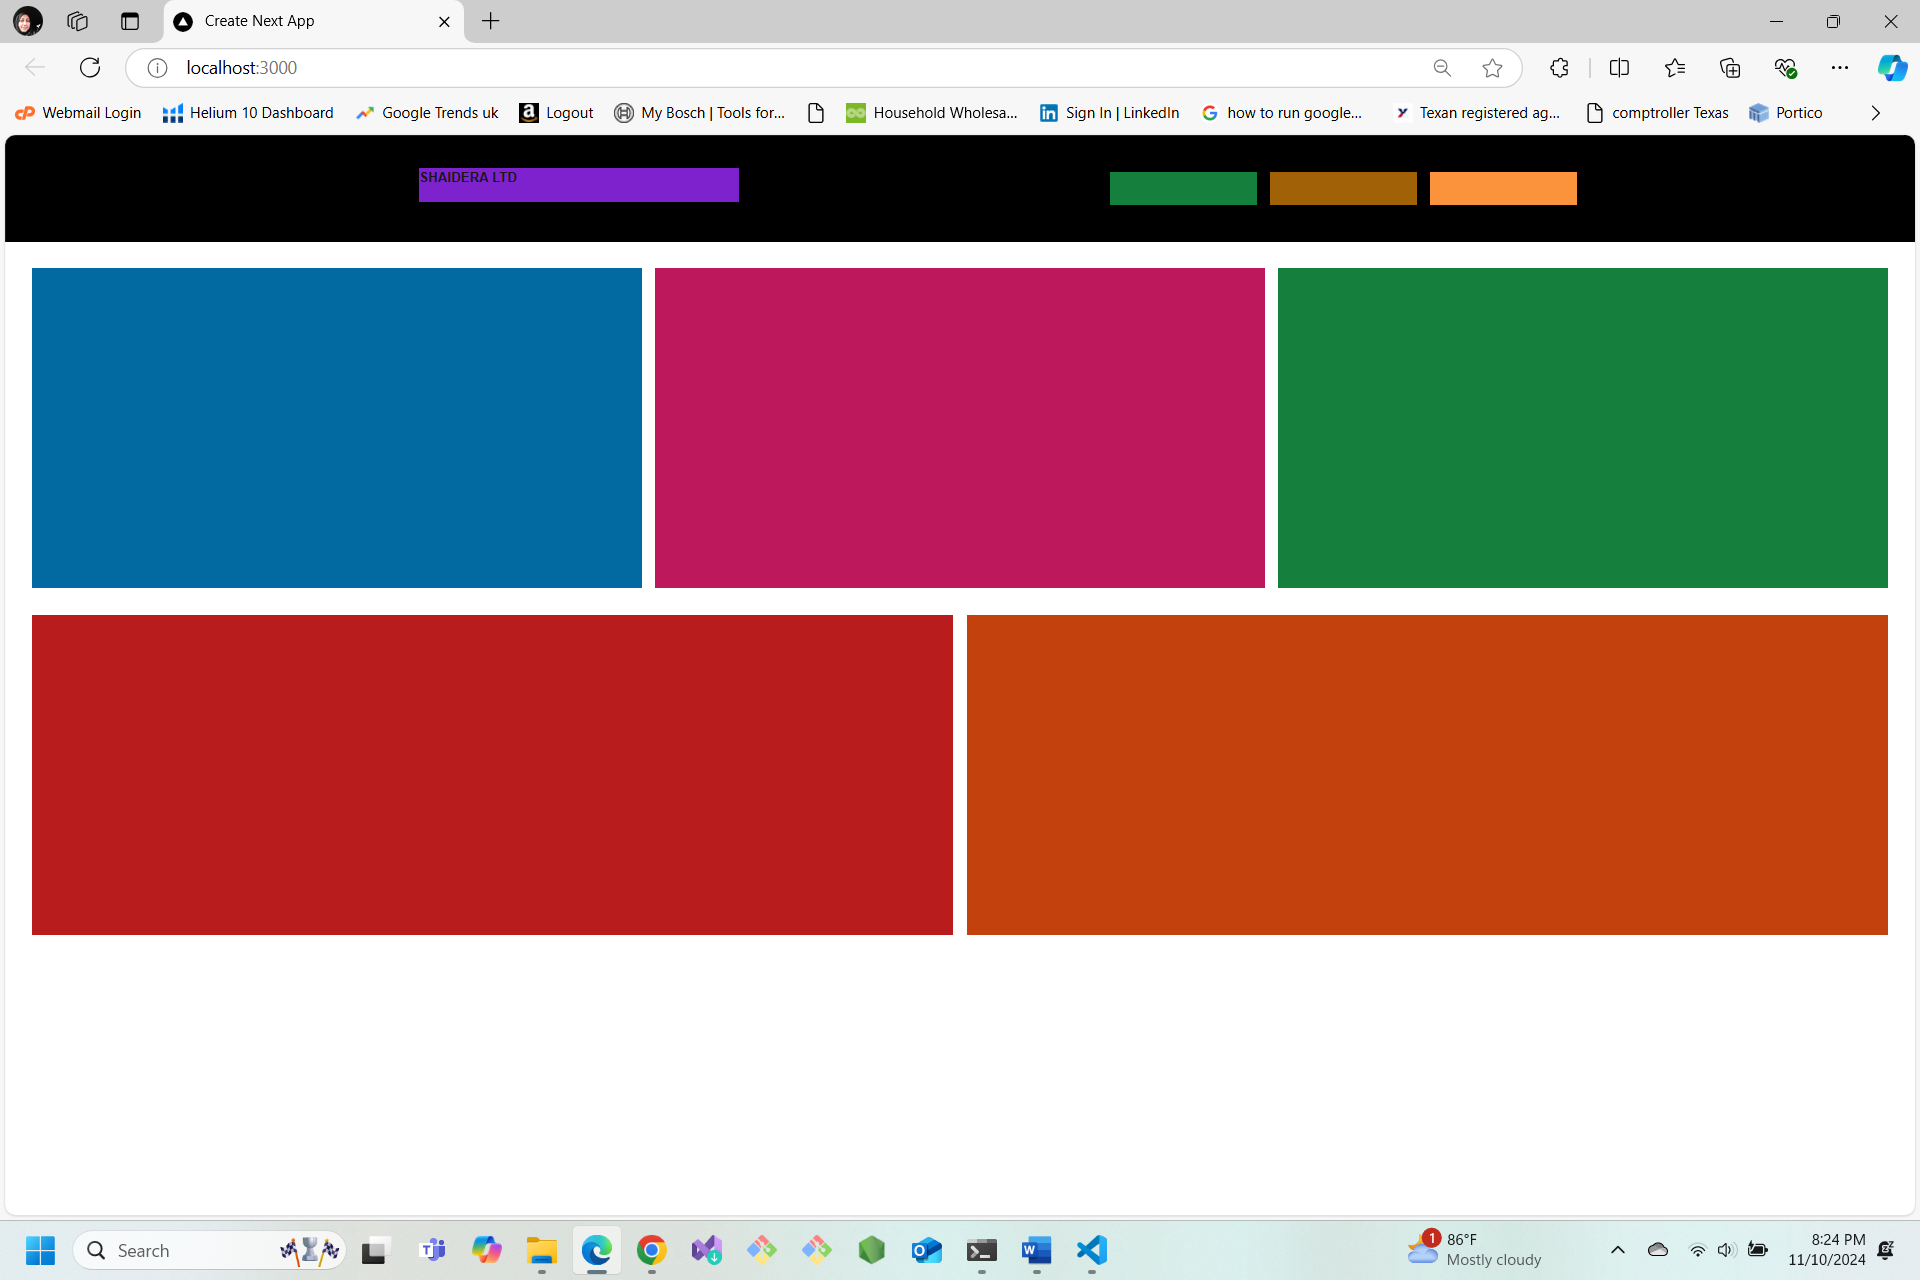 Create Next App
localhost:3000
Webmail Login
Helium 10 Dashboard
Google Trends uk
Logout
My Bosch | Tools for...
Household Wholesa...
Sign In | LinkedIn
how to run google...
Texan registered ag...
comptroller Texas
Portico
SHAIDERA LTD
Search
1
86°F
Mostly cloudy
8:24 PM
11/10/2024